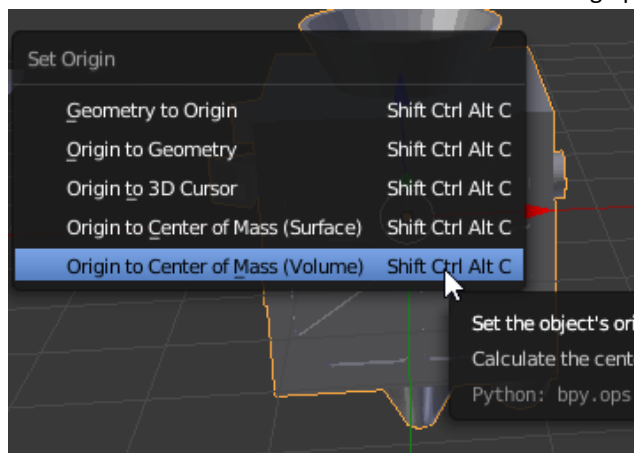 Set Origin
Geometry to Origin Shift Ctrl Alt C
Origin to Geometry Shift Ctrl Alt C
Origin to 3D Cursor Shift Ctrl Alt C
Origin to Center of Mass (Surface) Shift Ctrl Alt C
Origin to Center of Mass (Volume) Shift Ctrl Alt C
Set the object's ori
Calculate the cent
Python: bpy.ops